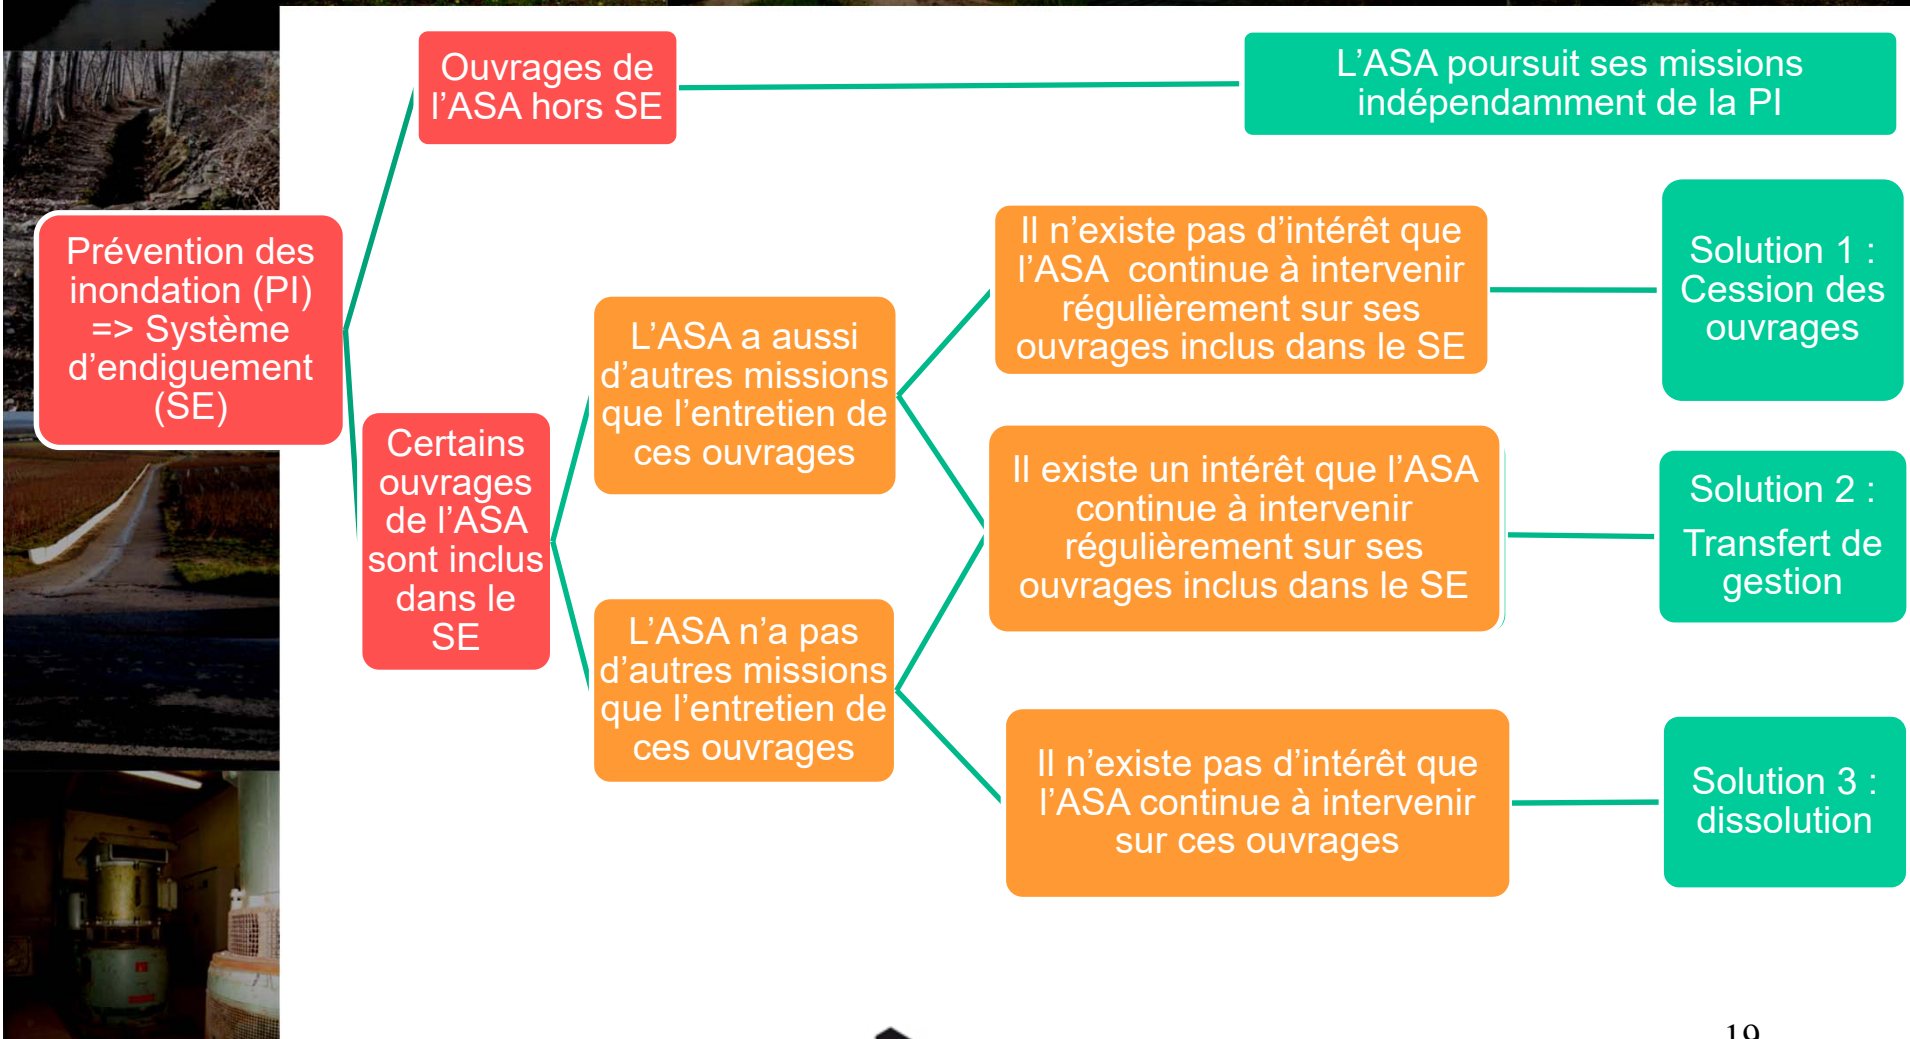 Ouvrages de
l’ASA hors SE
L’ASA poursuit ses missions
indépendamment de la PI
Prévention des
inondation (PI)
=> Système
d’endiguement
(SE)
Certains
ouvrages
de l’ASA
sont inclus
dans le
SE
L’ASA a aussi
d’autres missions
que l’entretien de
ces ouvrages
L’ASA n’a pas
d’autres missions
que l’entretien de
ces ouvrages
Il n’existe pas d’intérêt que
l’ASA  continue à intervenir
régulièrement sur ses
ouvrages inclus dans le SE
Il existe un intérêt que l’ASA
continue à intervenir
régulièrement sur ses
ouvrages inclus dans le SE
Il n’existe pas d’intérêt que
l’ASA continue à intervenir
sur ces ouvrages
Solution 1 :
Cession des
ouvrages
Solution 2 :
Transfert de
gestion
Solution 3 :
dissolution
19